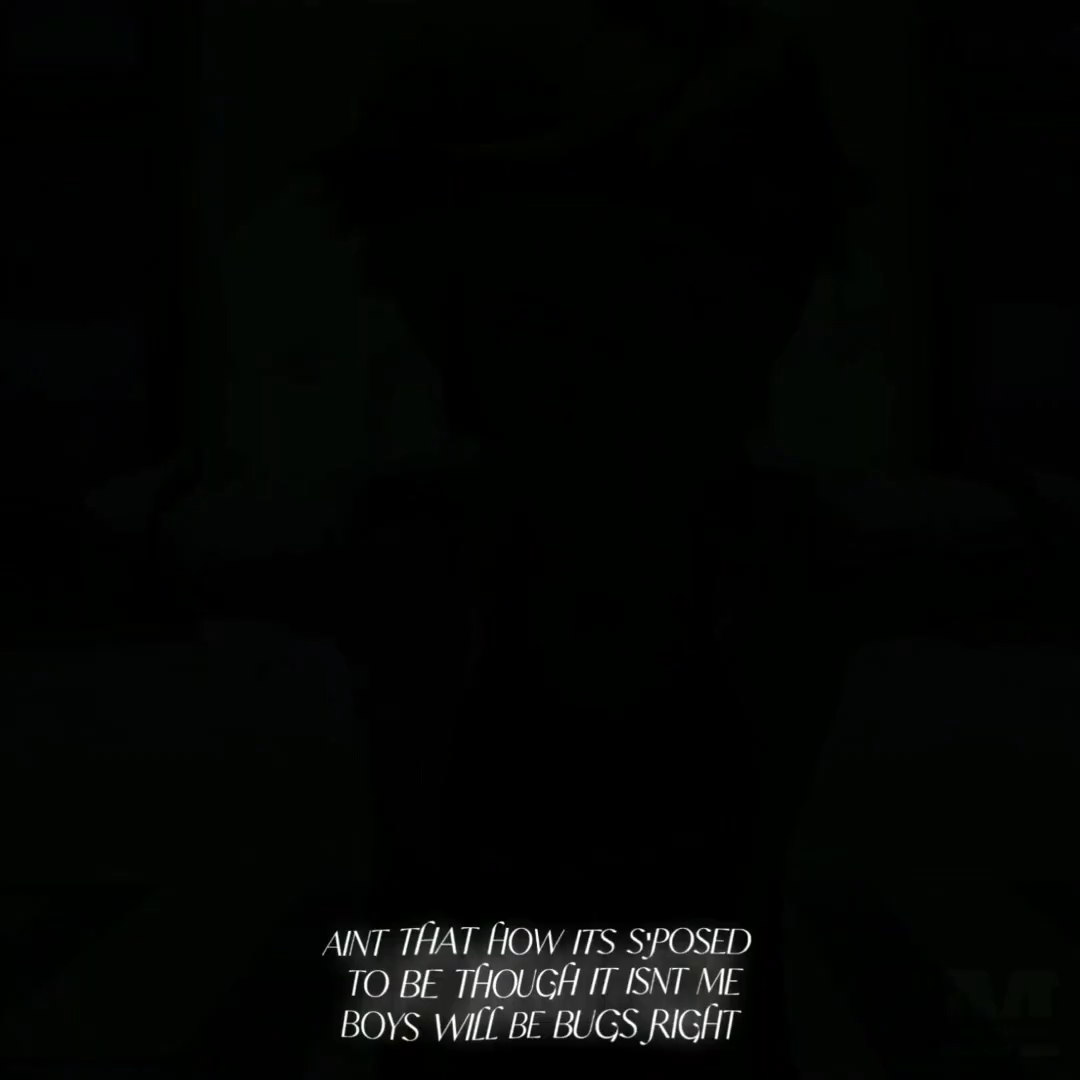 AINT THAT HOW ITS S'POSED
TO BE THOUGH IT ISNT ME
BOYS WILL BE BUGS RIGHT